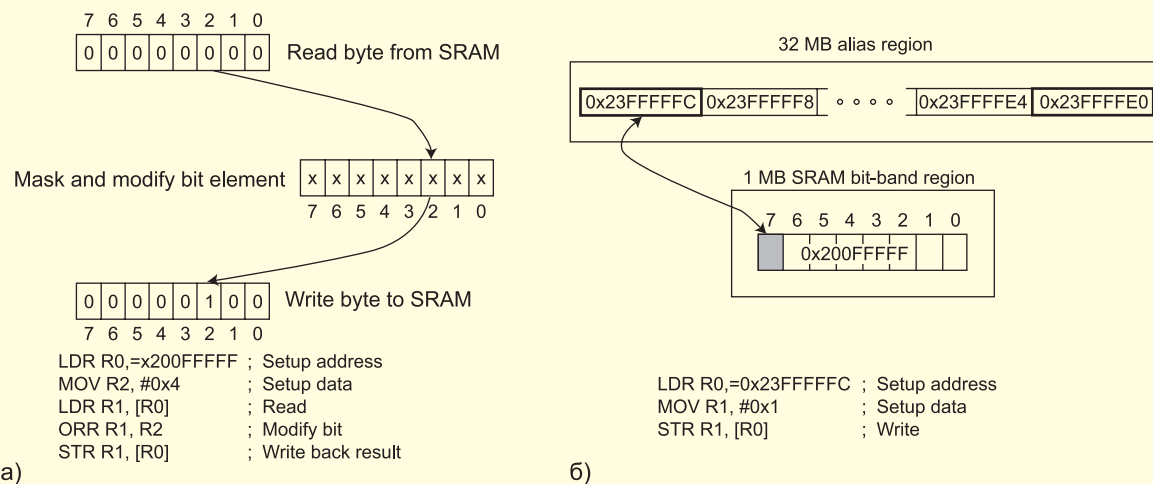 7 6 5 4 3 2 1 0
0 0 0 0 0 0 0 0 Read byte from SRAM
Mask and modify bit element x x x x x x x x
7 6 5 4 3 2 1 0
0 0 0 0 0 1 0 0 Write byte to SRAM
7 6 5 4 3 2 1 0
LDR R0,=x200FFFFF ; Setup address
MOV R2, #0x4 ; Setup data
LDR R1, [R0] ; Read
ORR R1, R2 ; Modify bit
STR R1, [R0] ; Write back result
а)
32 MB alias region
0x23FFFFFC 0x23FFFFF8 0x23FFFFE4 0x23FFFFE0
1 MB SRAM bit-band region
7 6 5 4 3 2 1 0
0x200FFFFF
LDR R0,=0x23FFFFFC ; Setup address
MOV R1, #0x1 ; Setup data
STR R1, [R0] ; Write
б)